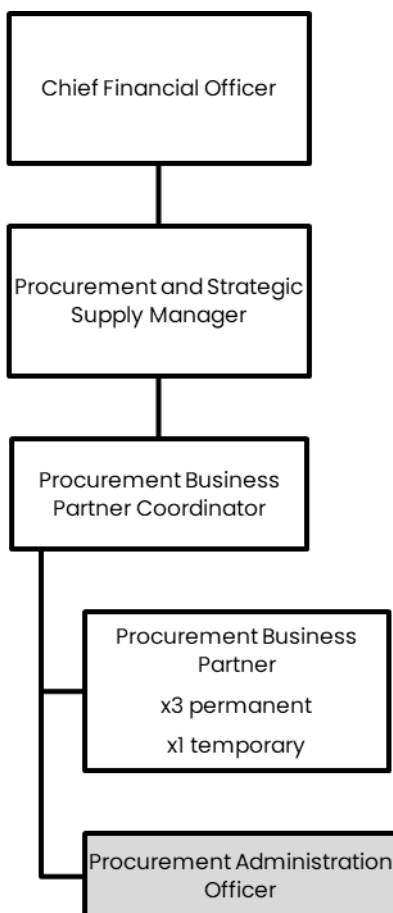 Chief Financial Officer
Procurement and Strategic
Supply Manager
Procurement Business
Partner Coordinator
Procurement Business
Partner
x3 permanent
x1 temporary
Procurement Administration
Officer